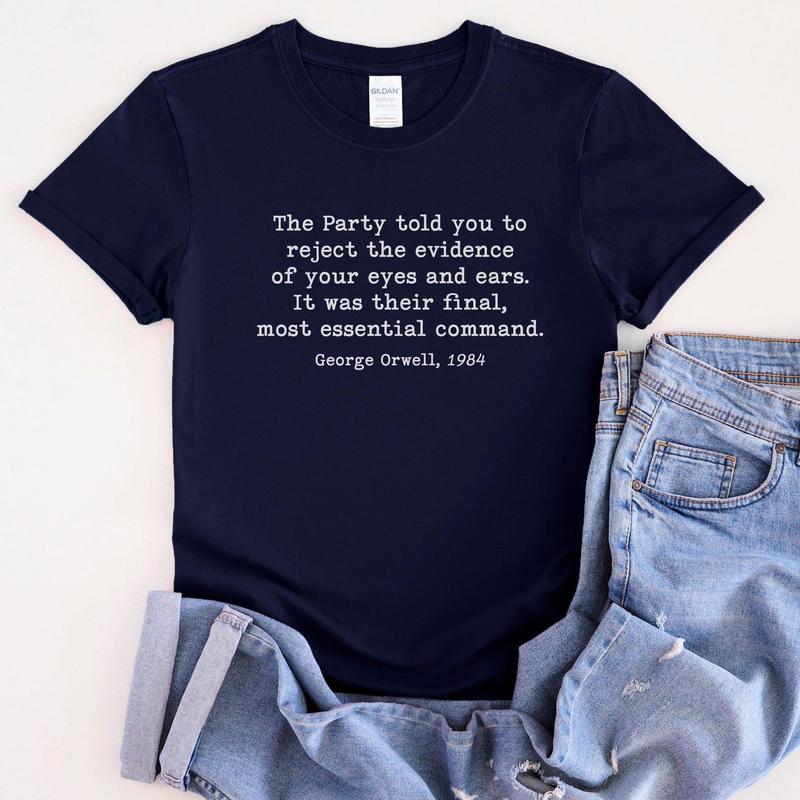 GILDAN
The Party told you to
reject the evidence
of your eyes and ears.
It was their final,
most essential command.
George Orwell, 1984